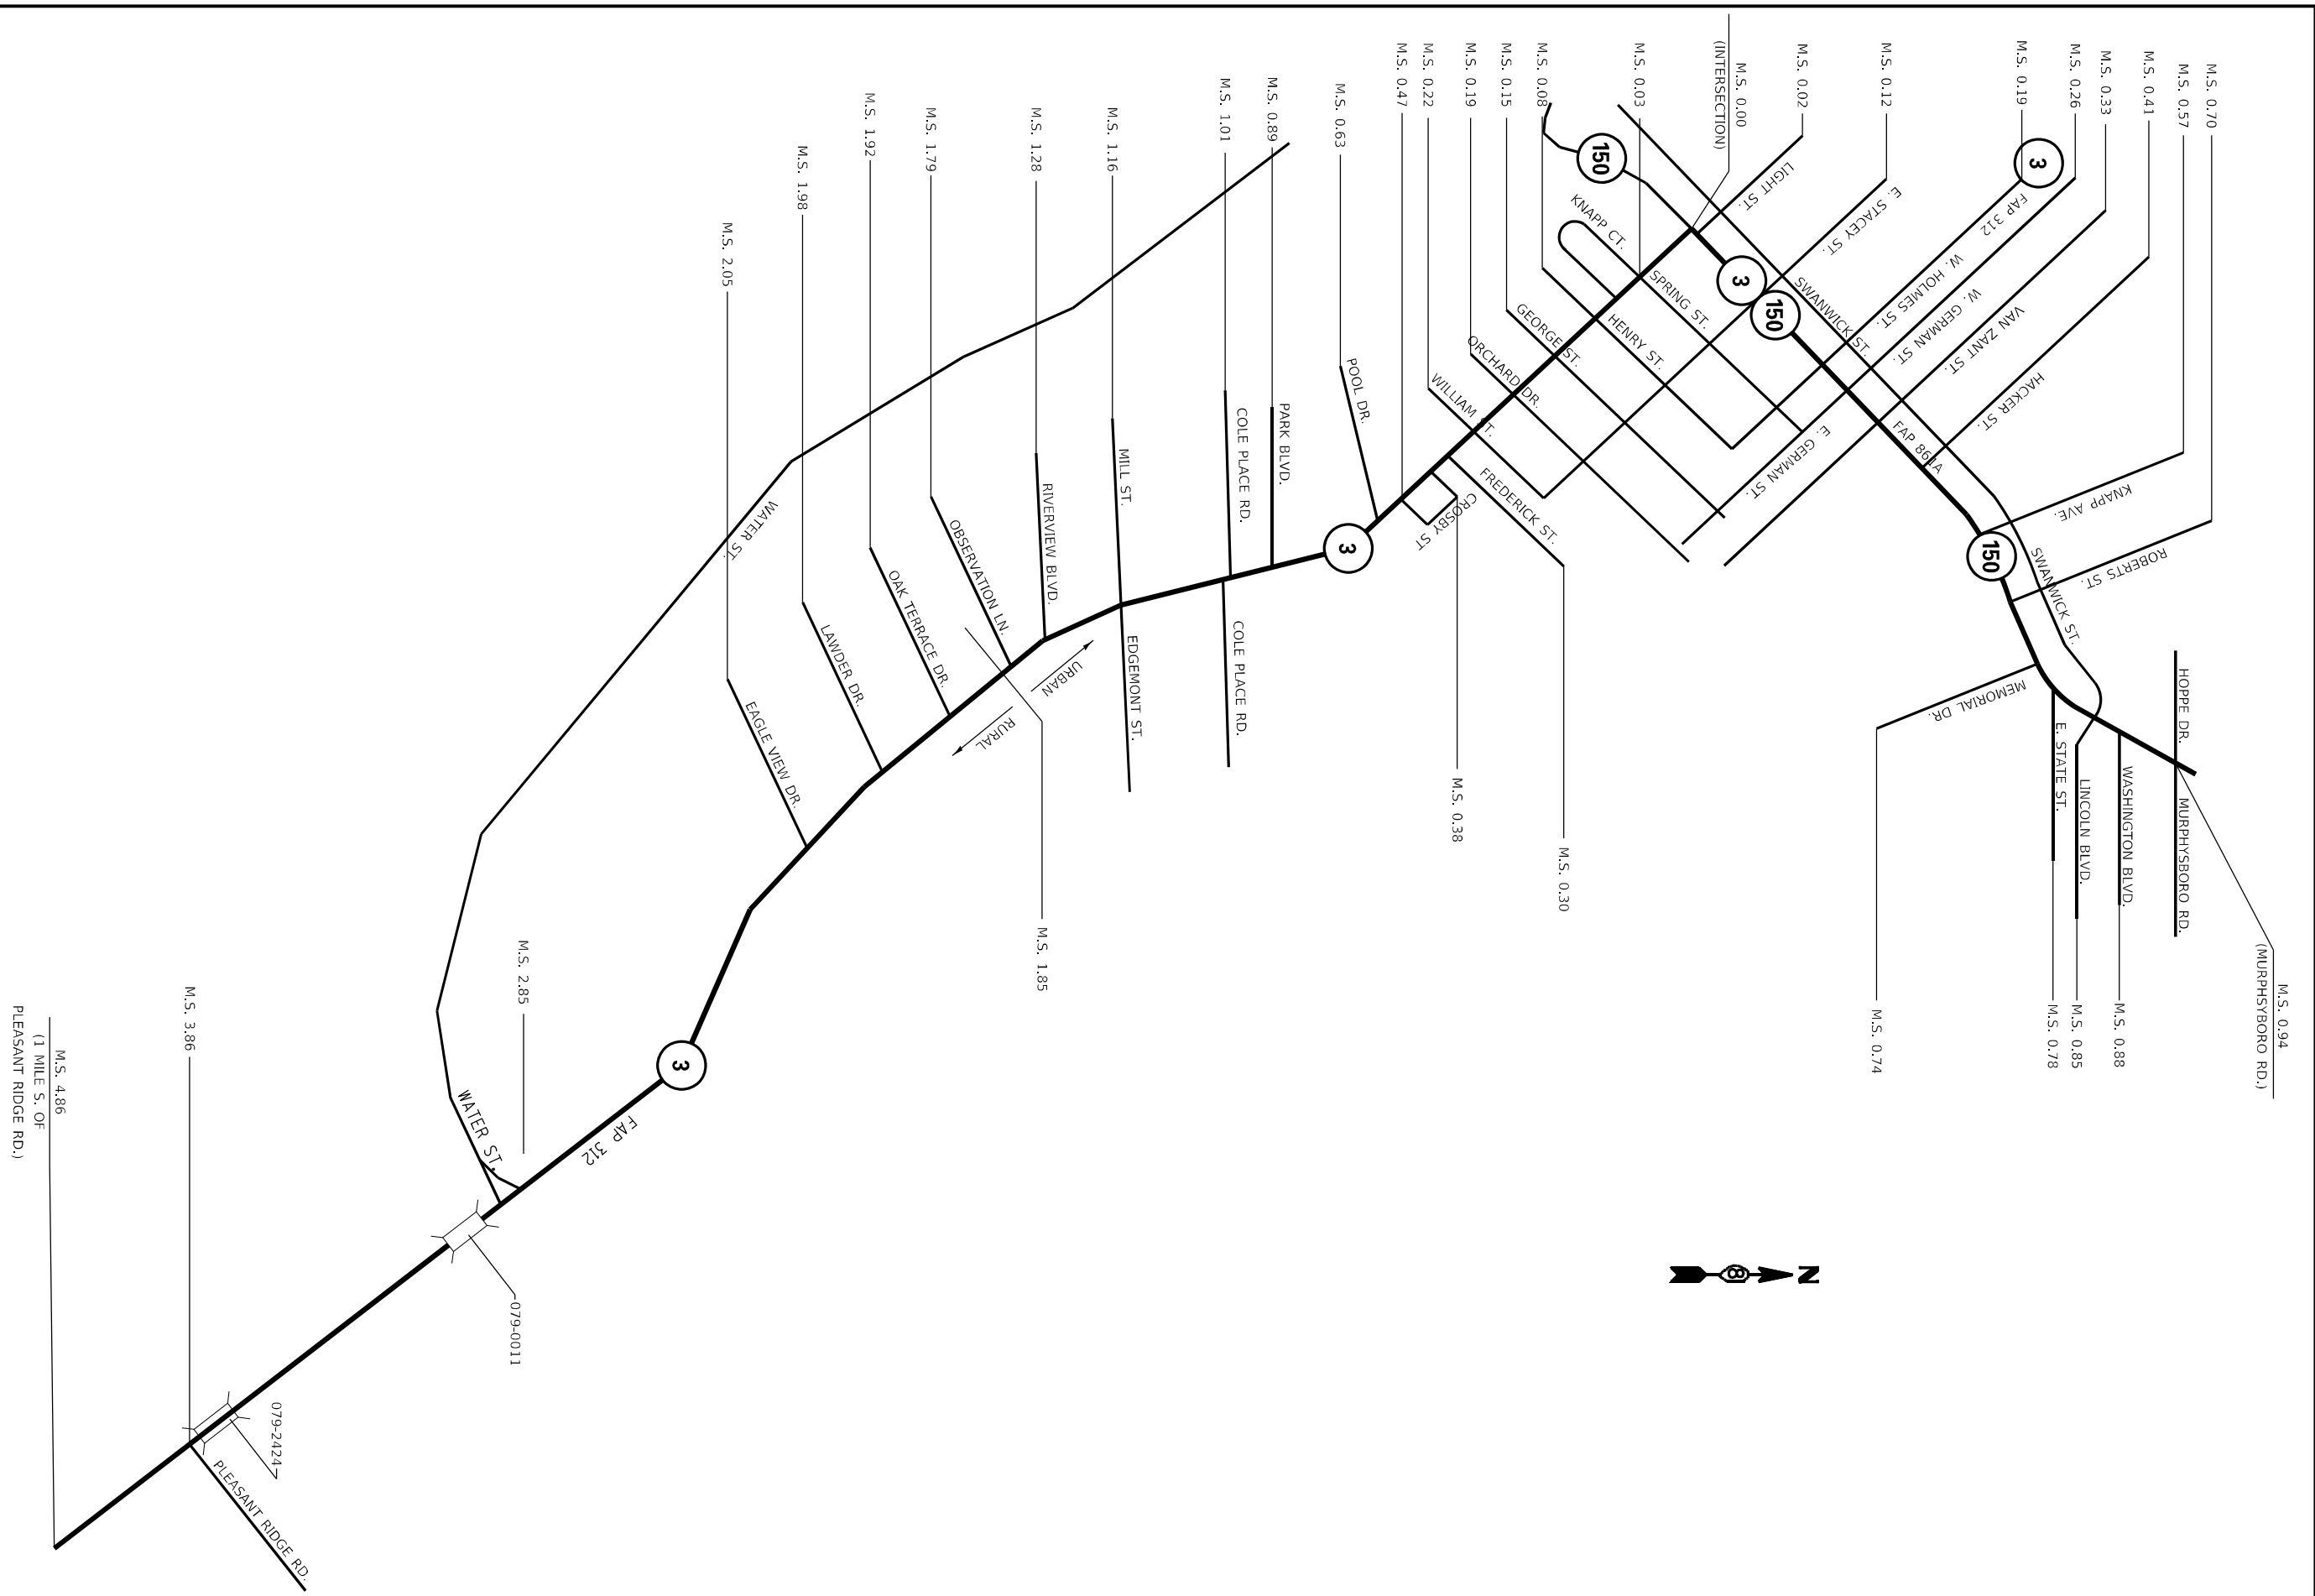 M.S. 0.70
M.S. 0.57
M.S. 0.41
M.S. 0.33
M.S. 0.26
M.S. 0.19
M.S. 0.12
M.S. 0.02
M.S. 0.00
(INTERSECTION)
M.S. 0.03
M.S. 0.08
M.S. 0.15
M.S. 0.19
M.S. 0.22
M.S. 0.47
M.S. 0.63
M.S. 0.89
M.S. 1.01
M.S. 1.16
M.S. 1.28
M.S. 1.79
M.S. 1.92
M.S. 1.98
M.S. 2.05
3
150
LIGHT ST.
E. STACEY ST.
FAP 312
W. HOLMES ST.
W. GERMAN ST.
VAN ZANT ST.
HACKER ST.
KNAPP AVE.
ROBERTS ST.
KNAPP CT.
SPRING ST.
HENRY ST.
GEORGE ST.
ORCHARD DR.
WILLIAM ST.
FREDERICK ST.
CROSBY ST
3
150
SWANWICK ST.
FAP 861A
E. GERMAN ST.
150
SWANWICK ST.
MEMORIAL DR.
E. STATE ST.
LINCOLN BLVD.
WASHINGTON BLVD.
HOPPE DR.
MURPHYSBORO RD.
M.S. 0.94
(MURPHSYBORO RD.)
M.S. 0.88
M.S. 0.85
M.S. 0.78
M.S. 0.74
M.S. 0.30
M.S. 0.38
POOL DR.
3
PARK BLVD.
COLE PLACE RD.
COLE PLACE RD.
MILL ST.
EDGEMONT ST.
RIVERVIEW BLVD.
OBSERVATION LN.
OAK TERRACE DR.
LAWDER DR.
EAGLE VIEW DR.
URBAN
RURAL
M.S. 1.85
WATER ST.
3
FAP 312
M.S. 2.85
WATER ST.
079-0011
M.S. 3.86
079-2424
PLEASANT RIDGE RD.
M.S. 4.86
(1 MILE S. OF
PLEASANT RIDGE RD.)
N
8